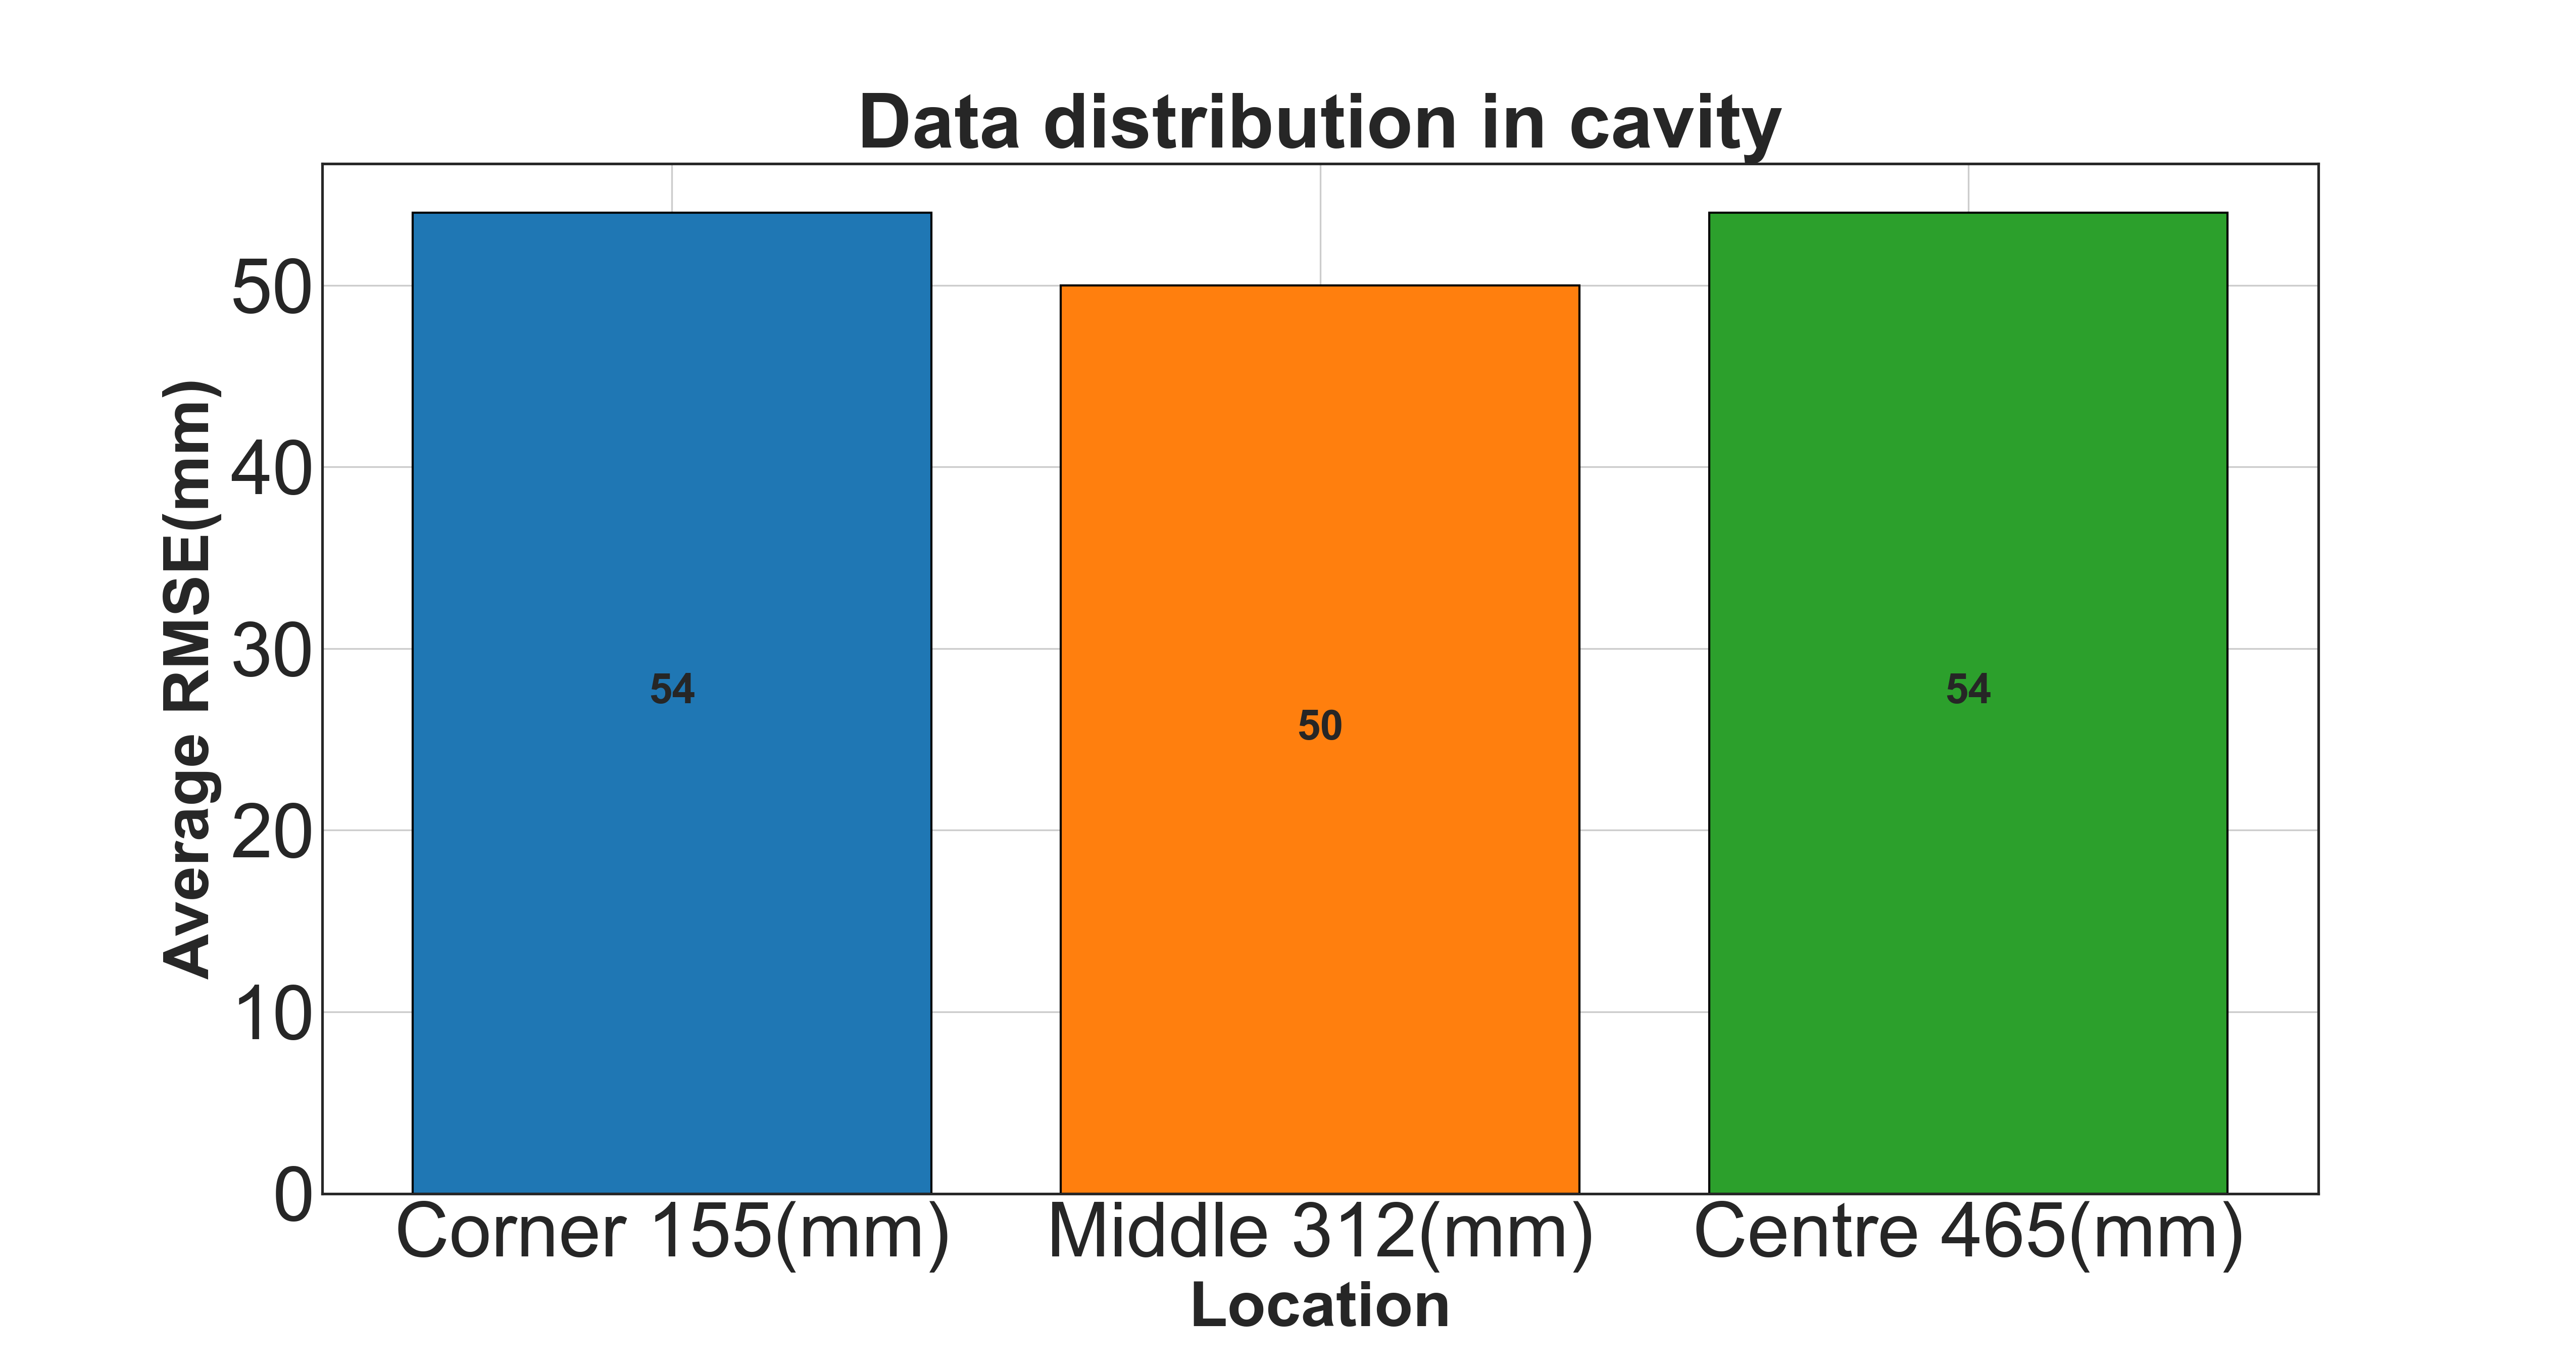 Data distribution in cavity
Average RMSE(mm)
50
40
30
20
10
0
54
50
54
Corner 155(mm)
Middle 312(mm)
Centre 465(mm)
Location